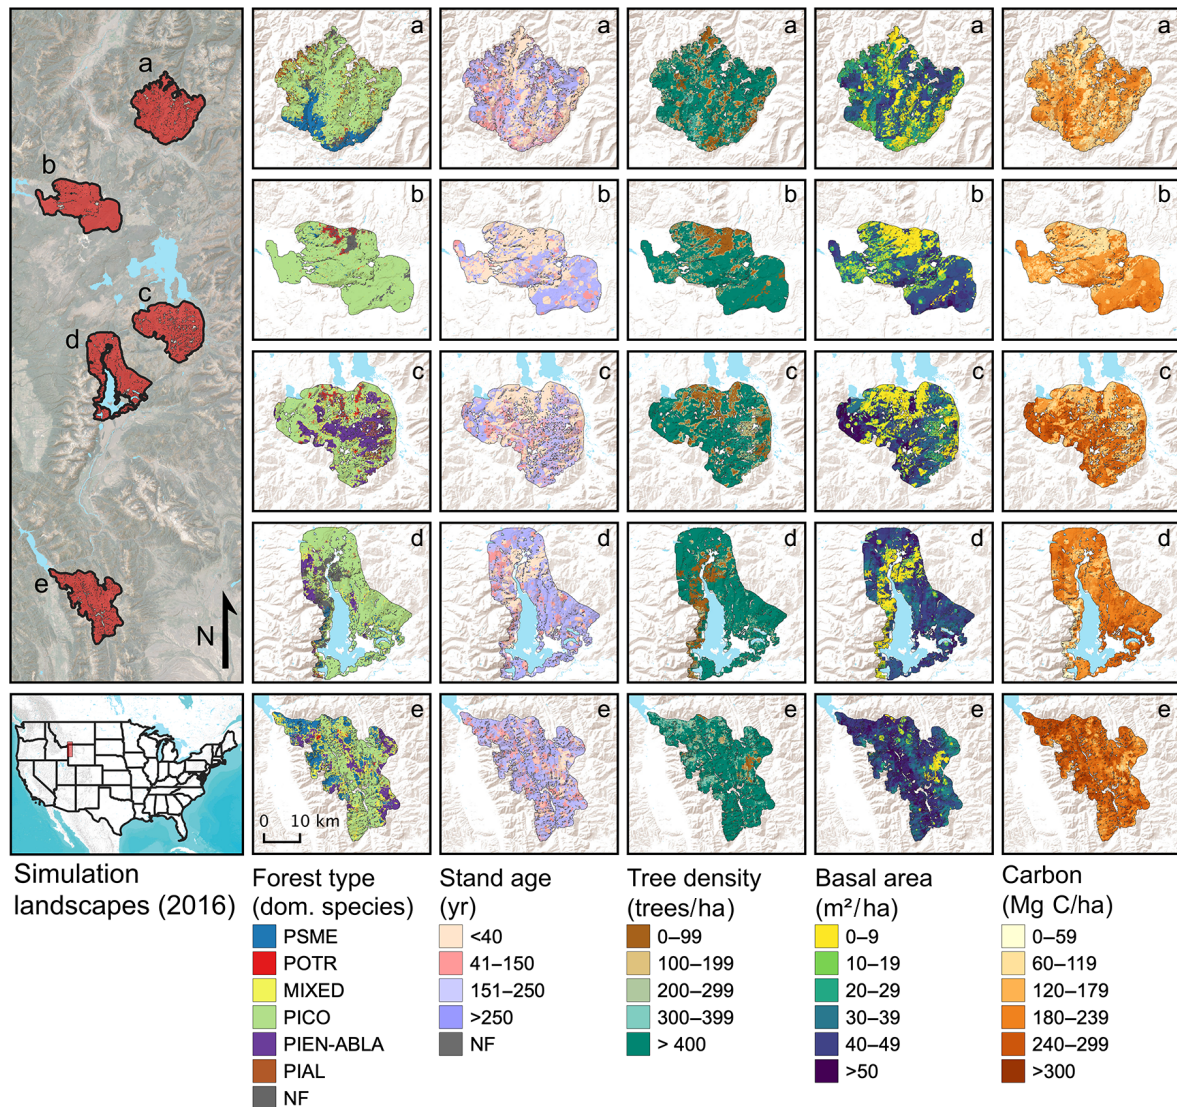 a
b
c
d
e
N
a
a
a
a
a
b
b
b
b
b
c
c
c
c
c
d
d
d
d
d
e
e
e
e
e
0 10 km
Simulation
landscapes (2016)
Forest type
(dom. species)
PSME
POTR
MIXED
PICO
PIEN-ABLA
PIAL
NF
Stand age
(yr)
<40
41–150
151–250
>250
NF
Tree density
(trees/ha)
0–99
100–199
200–299
300–399
> 400
Basal area
(m²/ha)
0–9
10–19
20–29
30–39
40–49
>50
Carbon
(Mg C/ha)
0–59
60–119
120–179
180–239
240–299
>300